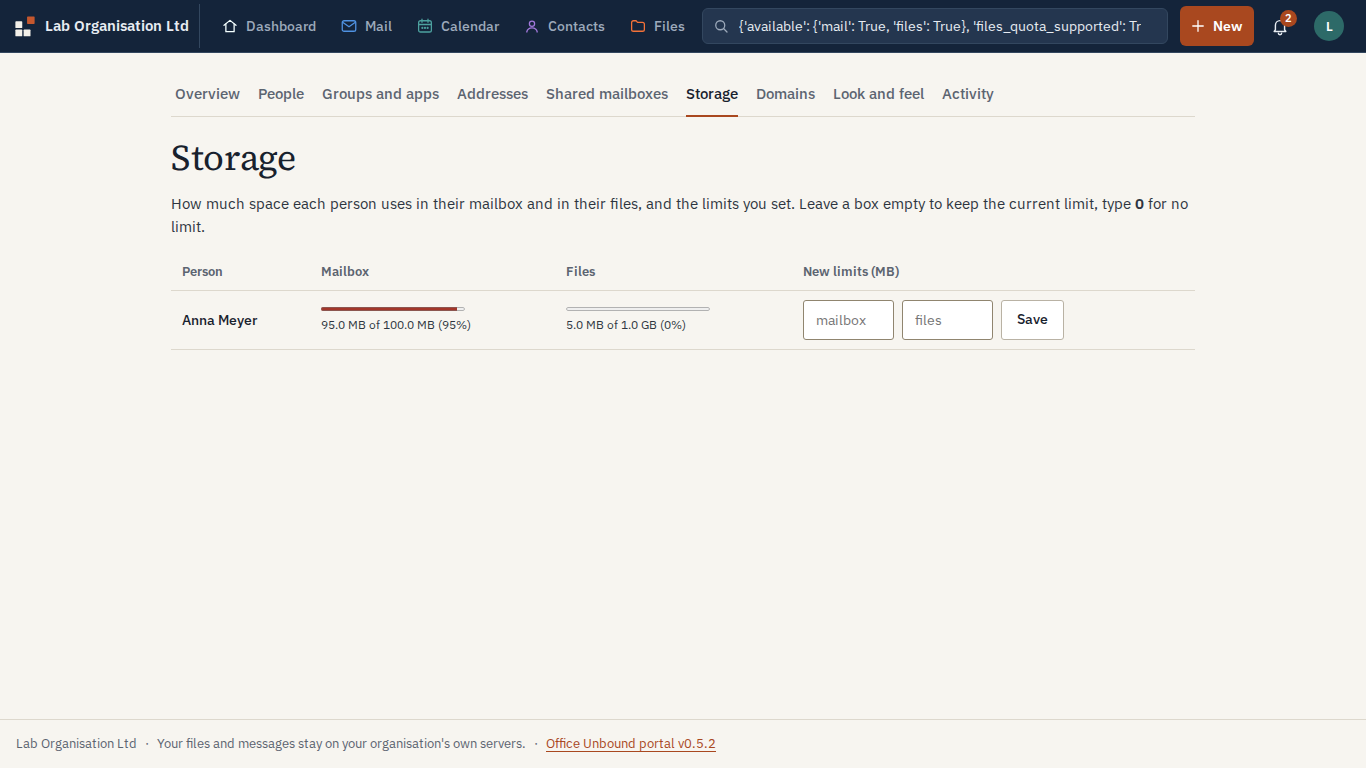 Lab Organisation Ltd
Dashboard
Mail
Calendar
Contacts
Files
{'available': {'mail': True, 'files': True}, 'files_quota_supported': Tr
New
2
L
Overview
People
Groups and apps
Addresses
Shared mailboxes
Storage
Domains
Look and feel
Activity
Storage
How much space each person uses in their mailbox and in their files, and the limits you set. Leave a box empty to keep the current limit, type 0 for no
limit.
Person
Mailbox
Files
New limits (MB)
Anna Meyer
95.0 MB of 100.0 MB (95%)
5.0 MB of 1.0 GB (0%)
mailbox
files
Save
Lab Organisation Ltd · Your files and messages stay on your organisation's own servers. · Office Unbound portal v0.5.2